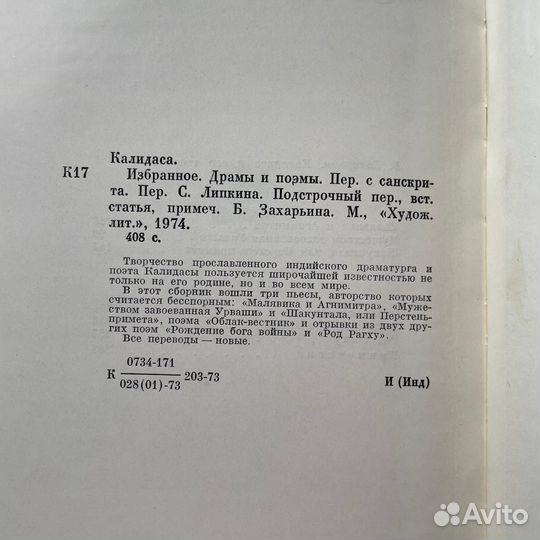 Калидаса.
К17 Избранное. Драмы и поэмы. Пер. с санскри-
та. Пер. С. Липкина. Подстрочный пер., вст.
статья, примеч. Б. Захарьина. М., «Худож.
лит.», 1974.
408 с.
Творчество прославленного индийского драматурга и
поэта Калидасы пользуется широчайшей известностью не
только на его родине, но и во всем мире.
В этот сборник вошли три пьесы, авторство которых
считается бесспорным: «Малявика и Агнимитра», «Муже-
ством завоеванная Урваши» и «Шакунтала, или Перстень-
примета», поэма «Облак-вестник» и отрывки из двух дру-
гих поэм «Рождение бога войны» и «Род Рагху».
Все переводы — новые.
0734-171
К 203-73
028(01)-73
И (Инд)
Avito